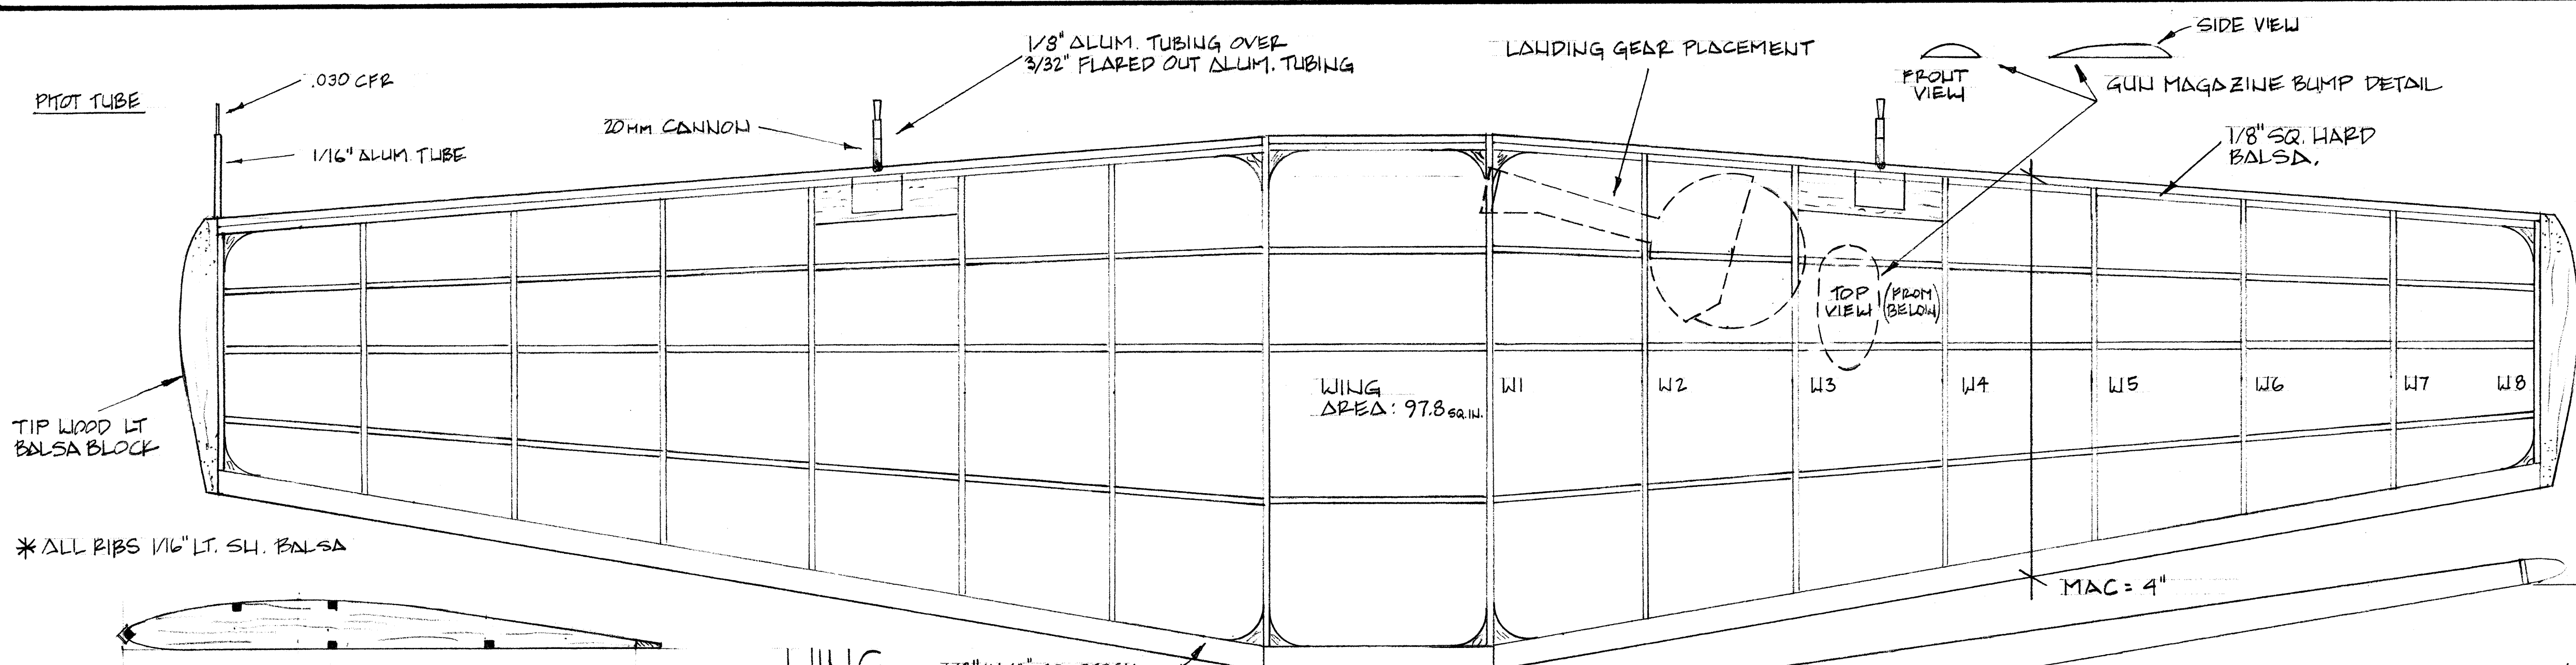 1/8" ALUM. TUBING OVER
3/32" FLARED OUT ALUM. TUBING
LANDING GEAR PLACEMENT
SIDE VIEW
FRONT
VIEW
GUN MAGAZINE BUMP DETAIL
.030 CFR
PITOT TUBE
20MM CANNON
1/16" ALUM. TUBE
1/8" SQ. HARD
BALSA.
TOP
VIEW
(FROM
BELOW)
WING
AREA: 97.8 SQ.IN.
W1
W2
W3
W4
W5
W6
W7
W8
TIP WOOD LT
BALSA BLOCK
* ALL RIBS 1/16" LT. SH. BALSA
MAC = 4"
WING